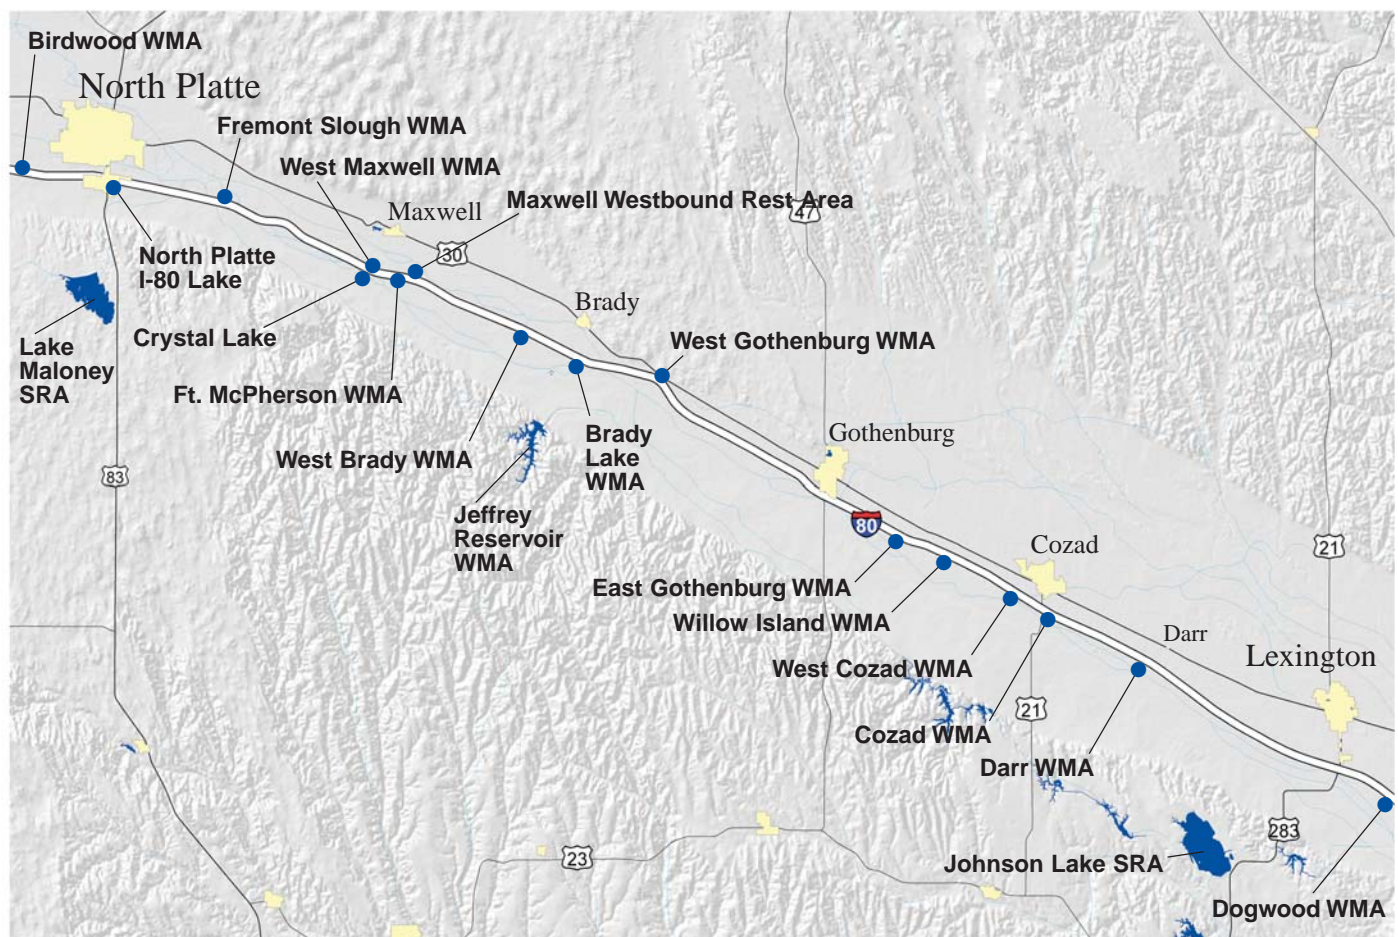 Birdwood WMA
North Platte
Fremont Slough WMA
West Maxwell WMA
Maxwell Westbound Rest Area
47
Maxwell
30
North Platte
I-80 Lake
Brady
Crystal Lake
West Gothenburg WMA
Lake
Maloney
SRA
Ft. McPherson WMA
Gothenburg
Brady
Lake
WMA
West Brady WMA
83
Jeffrey
Reservoir
WMA
80
Cozad
21
East Gothenburg WMA
Willow Island WMA
Darr
Lexington
West Cozad WMA
21
Cozad WMA
Darr WMA
283
23
Johnson Lake SRA
Dogwood WMA